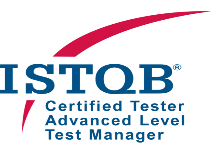 ISTQB®
Certified Tester
Advanced Level
Test Manager